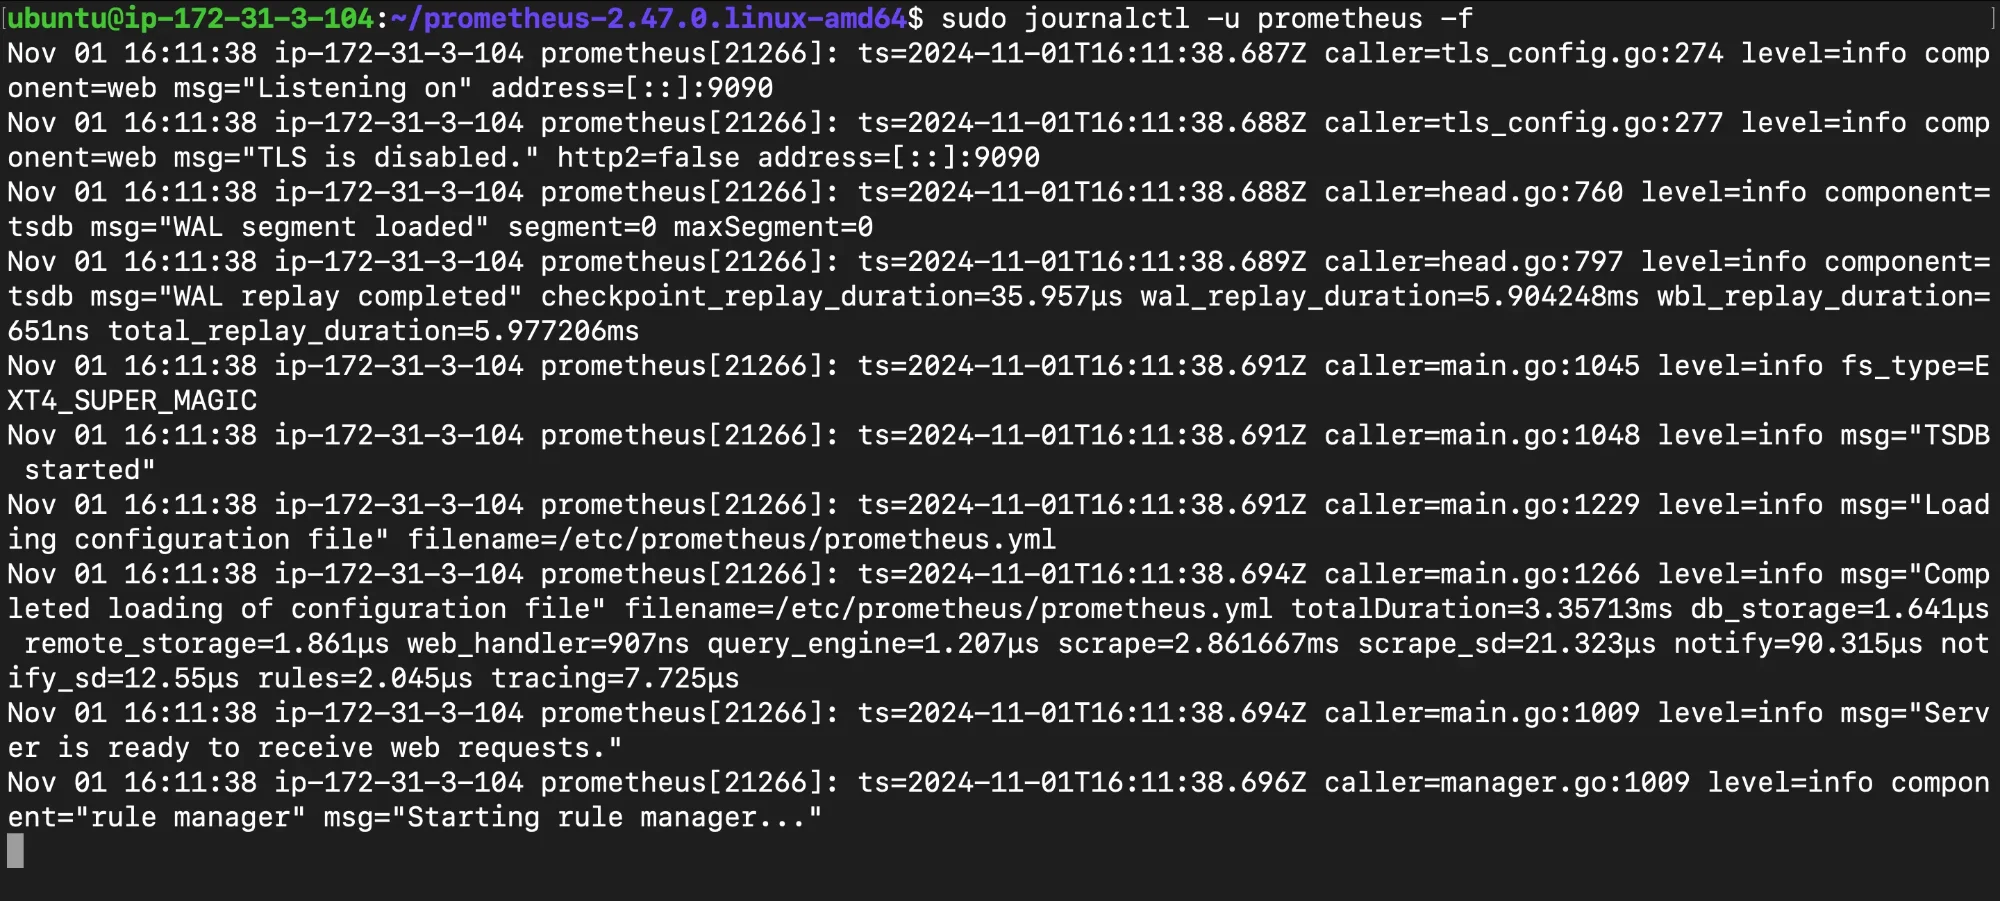 [ubuntu@ip-172-31-3-104:~/prometheus-2.47.0.linux-amd64$ sudo journalctl -u prometheus -f ]
Nov 01 16:11:38 ip-172-31-3-104 prometheus[21266]: ts=2024-11-01T16:11:38.687Z caller=tls_config.go:274 level=info comp
onent=web msg="Listening on" address=[::]:9090
Nov 01 16:11:38 ip-172-31-3-104 prometheus[21266]: ts=2024-11-01T16:11:38.688Z caller=tls_config.go:277 level=info comp
onent=web msg="TLS is disabled." http2=false address=[::]:9090
Nov 01 16:11:38 ip-172-31-3-104 prometheus[21266]: ts=2024-11-01T16:11:38.688Z caller=head.go:760 level=info component=
tsdb msg="WAL segment loaded" segment=0 maxSegment=0
Nov 01 16:11:38 ip-172-31-3-104 prometheus[21266]: ts=2024-11-01T16:11:38.689Z caller=head.go:797 level=info component=
tsdb msg="WAL replay completed" checkpoint_replay_duration=35.957µs wal_replay_duration=5.904248ms wbl_replay_duration=
651ns total_replay_duration=5.977206ms
Nov 01 16:11:38 ip-172-31-3-104 prometheus[21266]: ts=2024-11-01T16:11:38.691Z caller=main.go:1045 level=info fs_type=E
XT4_SUPER_MAGIC
Nov 01 16:11:38 ip-172-31-3-104 prometheus[21266]: ts=2024-11-01T16:11:38.691Z caller=main.go:1048 level=info msg="TSDB
 started"
Nov 01 16:11:38 ip-172-31-3-104 prometheus[21266]: ts=2024-11-01T16:11:38.691Z caller=main.go:1229 level=info msg="Load
ing configuration file" filename=/etc/prometheus/prometheus.yml
Nov 01 16:11:38 ip-172-31-3-104 prometheus[21266]: ts=2024-11-01T16:11:38.694Z caller=main.go:1266 level=info msg="Comp
leted loading of configuration file" filename=/etc/prometheus/prometheus.yml totalDuration=3.35713ms db_storage=1.641µs
 remote_storage=1.861µs web_handler=907ns query_engine=1.207µs scrape=2.861667ms scrape_sd=21.323µs notify=90.315µs not
ify_sd=12.55µs rules=2.045µs tracing=7.725µs
Nov 01 16:11:38 ip-172-31-3-104 prometheus[21266]: ts=2024-11-01T16:11:38.694Z caller=main.go:1009 level=info msg="Serv
er is ready to receive web requests."
Nov 01 16:11:38 ip-172-31-3-104 prometheus[21266]: ts=2024-11-01T16:11:38.696Z caller=manager.go:1009 level=info compon
ent="rule manager" msg="Starting rule manager..."